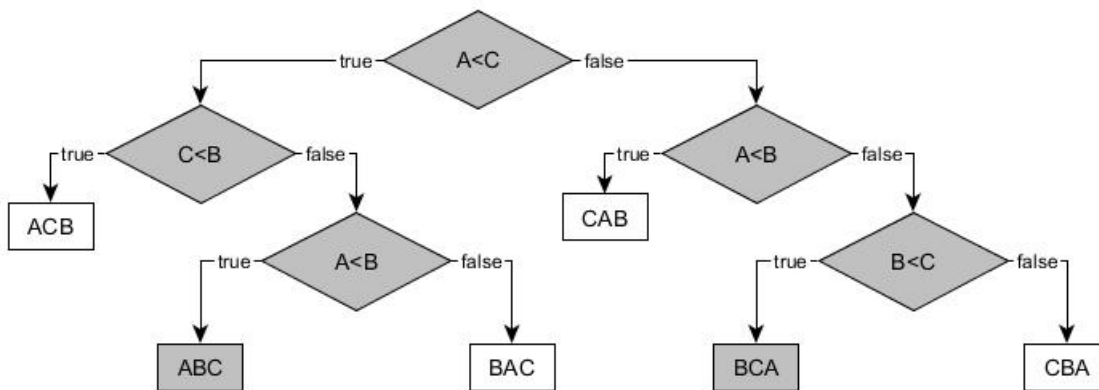 A<C
true
false
C<B
A<B
true
false
true
false
ACB
CAB
A<B
B<C
true
false
true
false
ABC
BAC
BCA
CBA